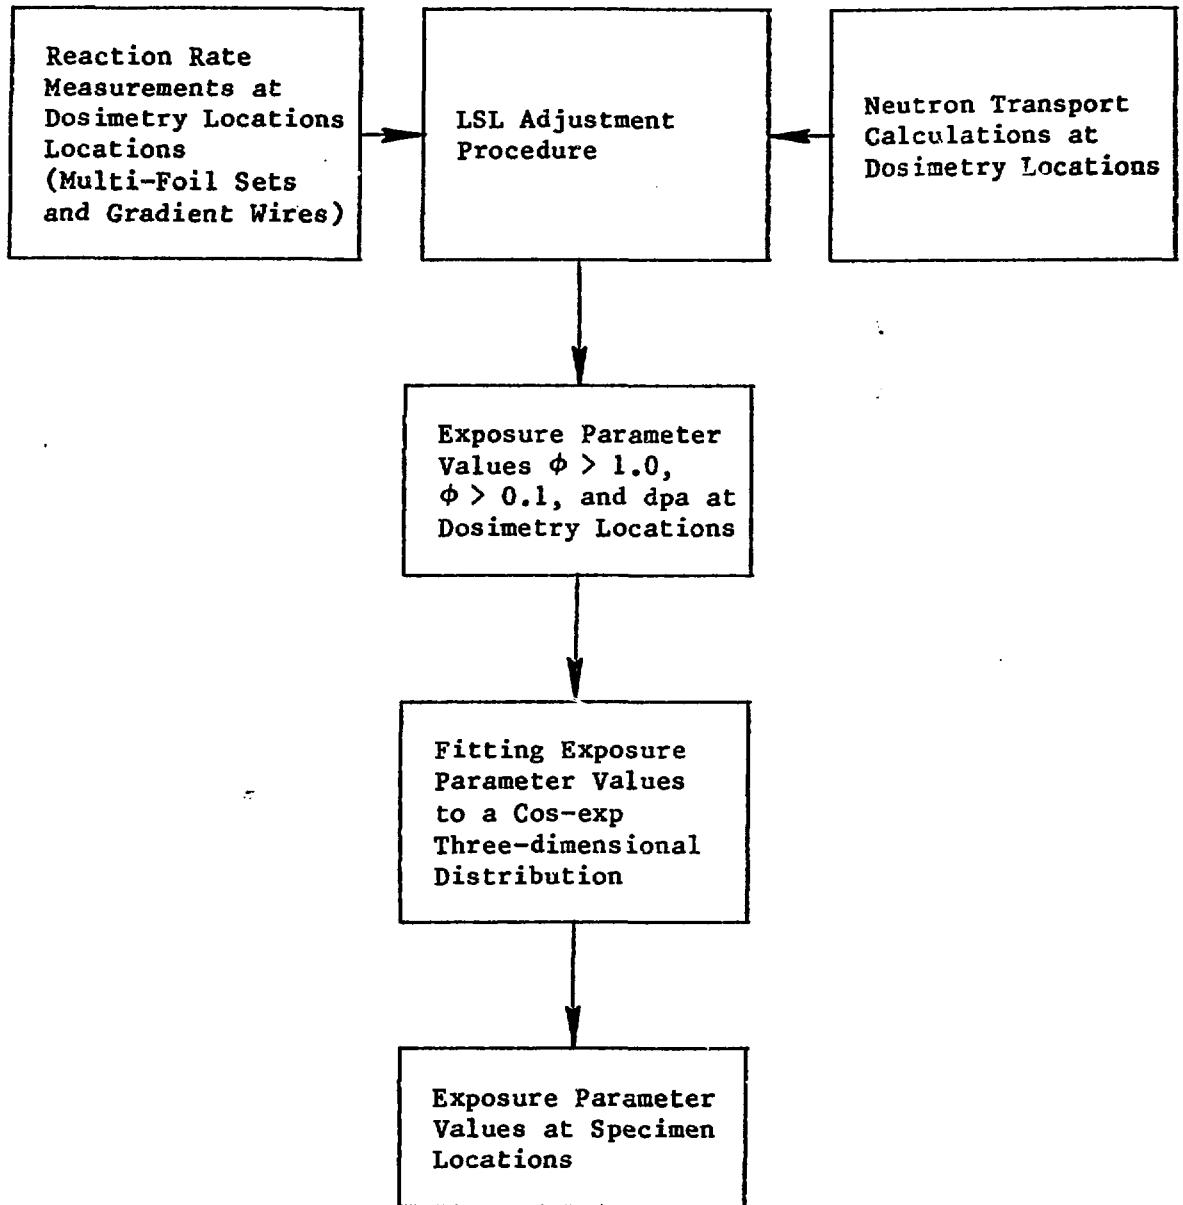 Reaction Rate
Measurements at
Dosimetry Locations
Locations
(Multi-Foil Sets
and Gradient Wires)
LSL Adjustment
Procedure
Neutron Transport
Calculations at
Dosimetry Locations
Exposure Parameter
Values ϕ > 1.0,
ϕ > 0.1, and dpa at
Dosimetry Locations
Fitting Exposure
Parameter Values
to a Cos-exp
Three-dimensional
Distribution
Exposure Parameter
Values at Specimen
Locations